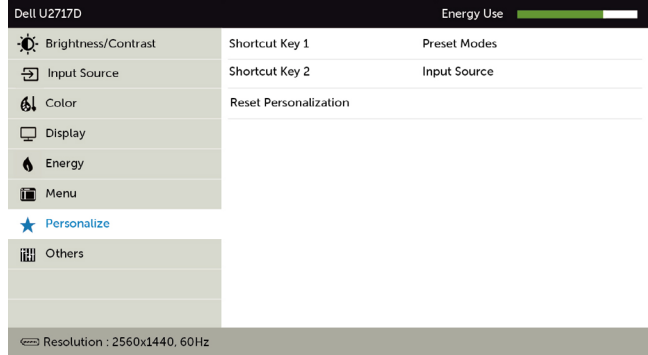 Dell U2717D Energy Use
Brightness/Contrast Shortcut Key 1 Preset Modes
Input Source Shortcut Key 2 Input Source
Color Reset Personalization
Display
Energy
Menu
Personalize
Others
Resolution : 2560x1440, 60Hz